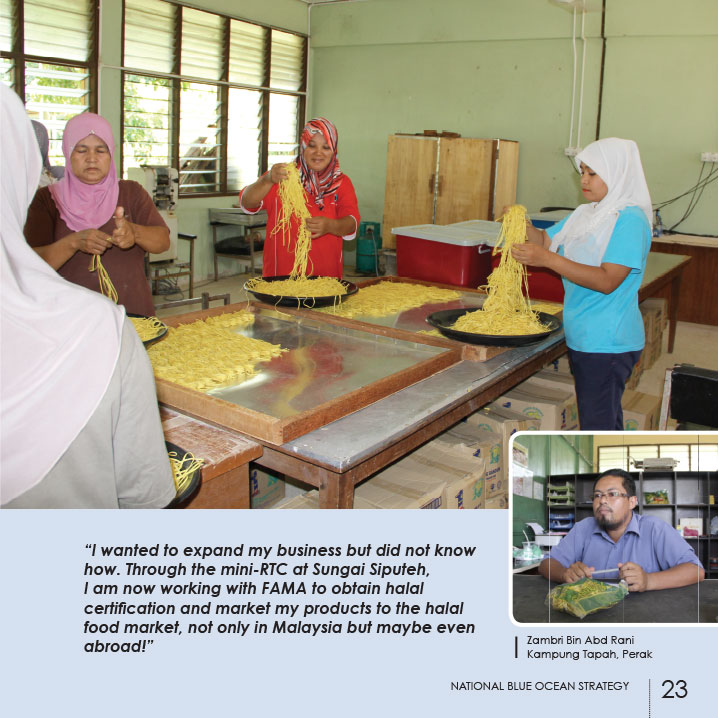 “I wanted to expand my business but did not know
how. Through the mini-RTC at Sungai Siputeh,
I am now working with FAMA to obtain halal
certification and market my products to the halal
food market, not only in Malaysia but maybe even
abroad!”
Zambri Bin Abd Rani
Kampung Tapah, Perak
NATIONAL BLUE OCEAN STRATEGY
23